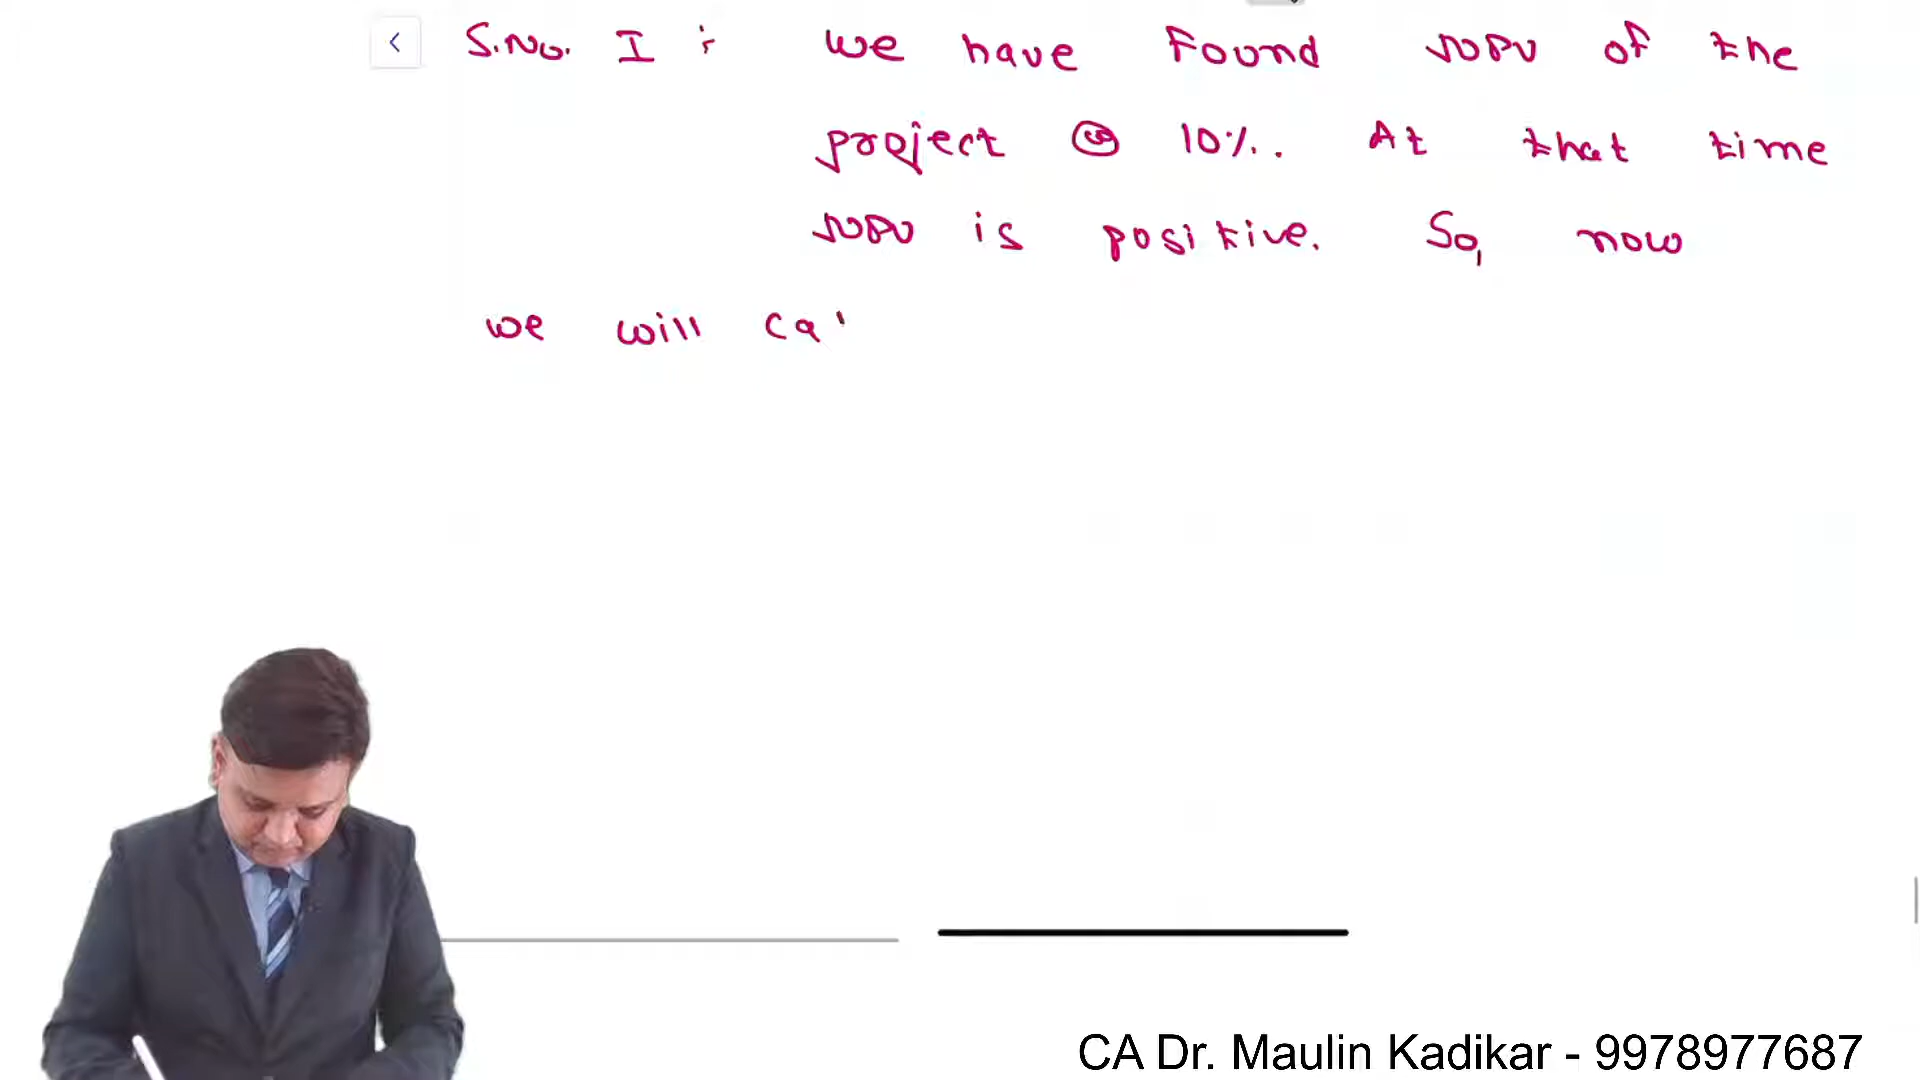 S.No. I : We have Found NPV of the
project @ 10%. At that time
NPV is positive. So, now
we will ca'
CA Dr. Maulin Kadikar - 9978977687